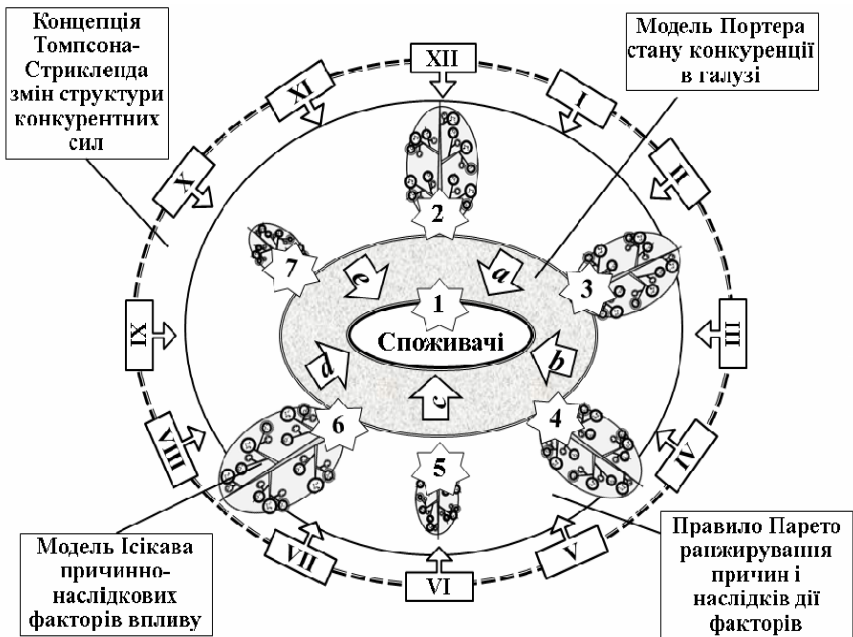 Концепція
Томпсона-
Стрикленда
змін структури
конкурентних
сил
Модель Портера
стану конкуренції
в галузі
XII
I
II
III
IV
V
VI
VII
VIII
IX
X
XI
2
3
4
5
6
7
1
Споживачі
a
b
c
d
e
Модель Ісікава
причинно-
наслідкових
факторів впливу
Правило Парето
ранжирування
причин і
наслідків дії
факторів